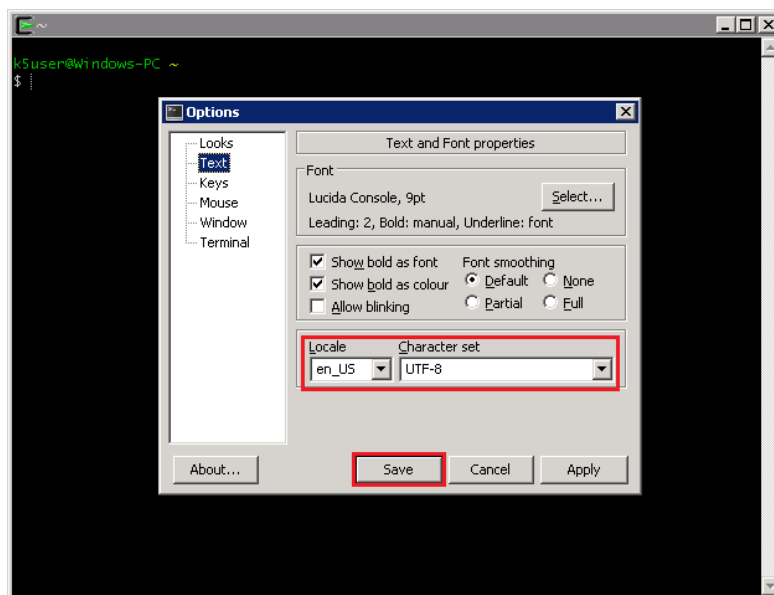 ~
k5user@Windows-PC ~
$
Options
Looks
Text
Keys
Mouse
Window
Terminal
Text and Font properties
Font
Lucida Console, 9pt
Select...
Leading: 2, Bold: manual, Underline: font
Show bold as font
Show bold as colour
Allow blinking
Font smoothing
Default
None
Partial
Full
Locale
Character set
en_US
UTF-8
About...
Save
Cancel
Apply